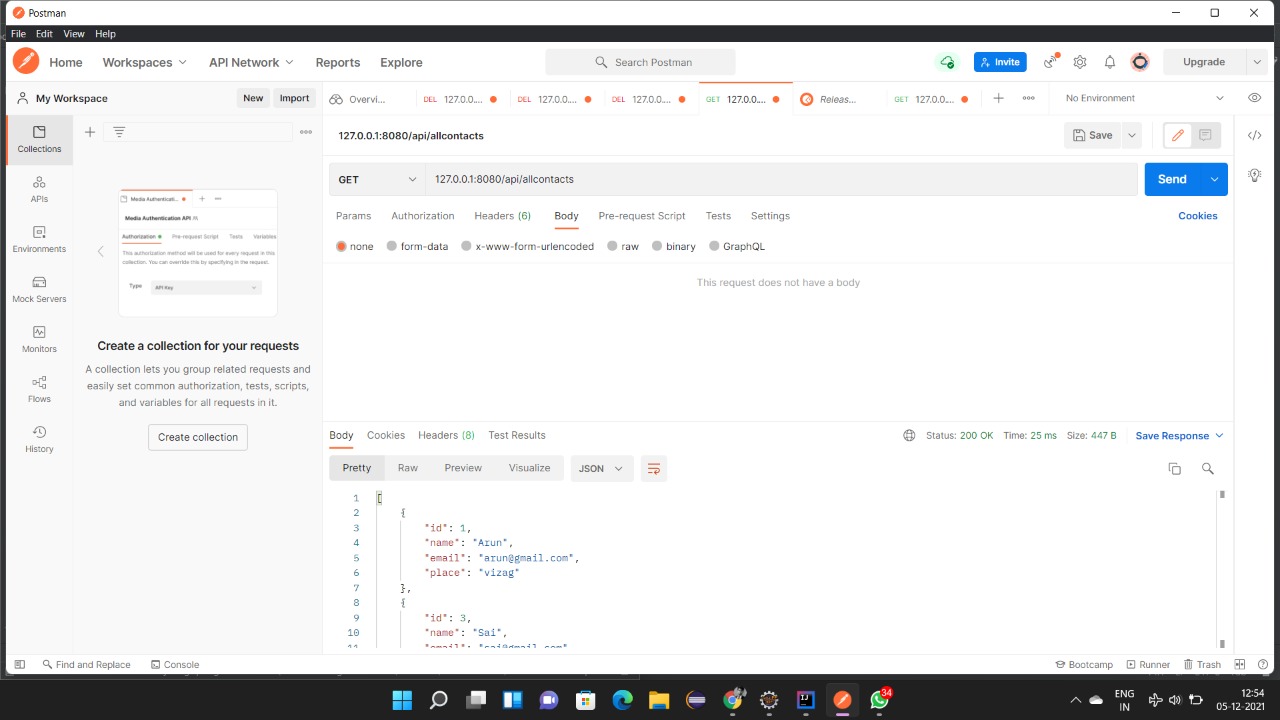 Postman
File Edit View Help
Home Workspaces API Network Reports Explore Search Postman Invite Upgrade
My Workspace New Import Overvi... DEL 127.0.... DEL 127.0.... DEL 127.0.... GET 127.0.... Releas... GET 127.0.... No Environment
Collections
APIs
Environments
Mock Servers
Monitors
Flows
History
Media Authenticati...
Media Authentication API
Authorization Pre-request Script Tests Variables
This authorization method will be used for every request in this
collection. You can override this by specifying in the request.
Type API Key
Create a collection for your requests
A collection lets you group related requests and
easily set common authorization, tests, scripts,
and variables for all requests in it.
Create collection
127.0.0.1:8080/api/allcontacts Save
GET 127.0.0.1:8080/api/allcontacts Send
Params Authorization Headers (6) Body Pre-request Script Tests Settings Cookies
none form-data x-www-form-urlencoded raw binary GraphQL
This request does not have a body
Body Cookies Headers (8) Test Results Status: 200 OK Time: 25 ms Size: 447 B Save Response
Pretty Raw Preview Visualize JSON
1 [
2 {
3 "id": 1,
4 "name": "Arun",
5 "email": "arun@gmail.com",
6 "place": "vizag"
7 },
8 {
9 "id": 3,
10 "name": "Sai",
11 "email": "sai@gmail.com"
Find and Replace Console Bootcamp Runner Trash
34
ENG
IN
12:54
05-12-2021